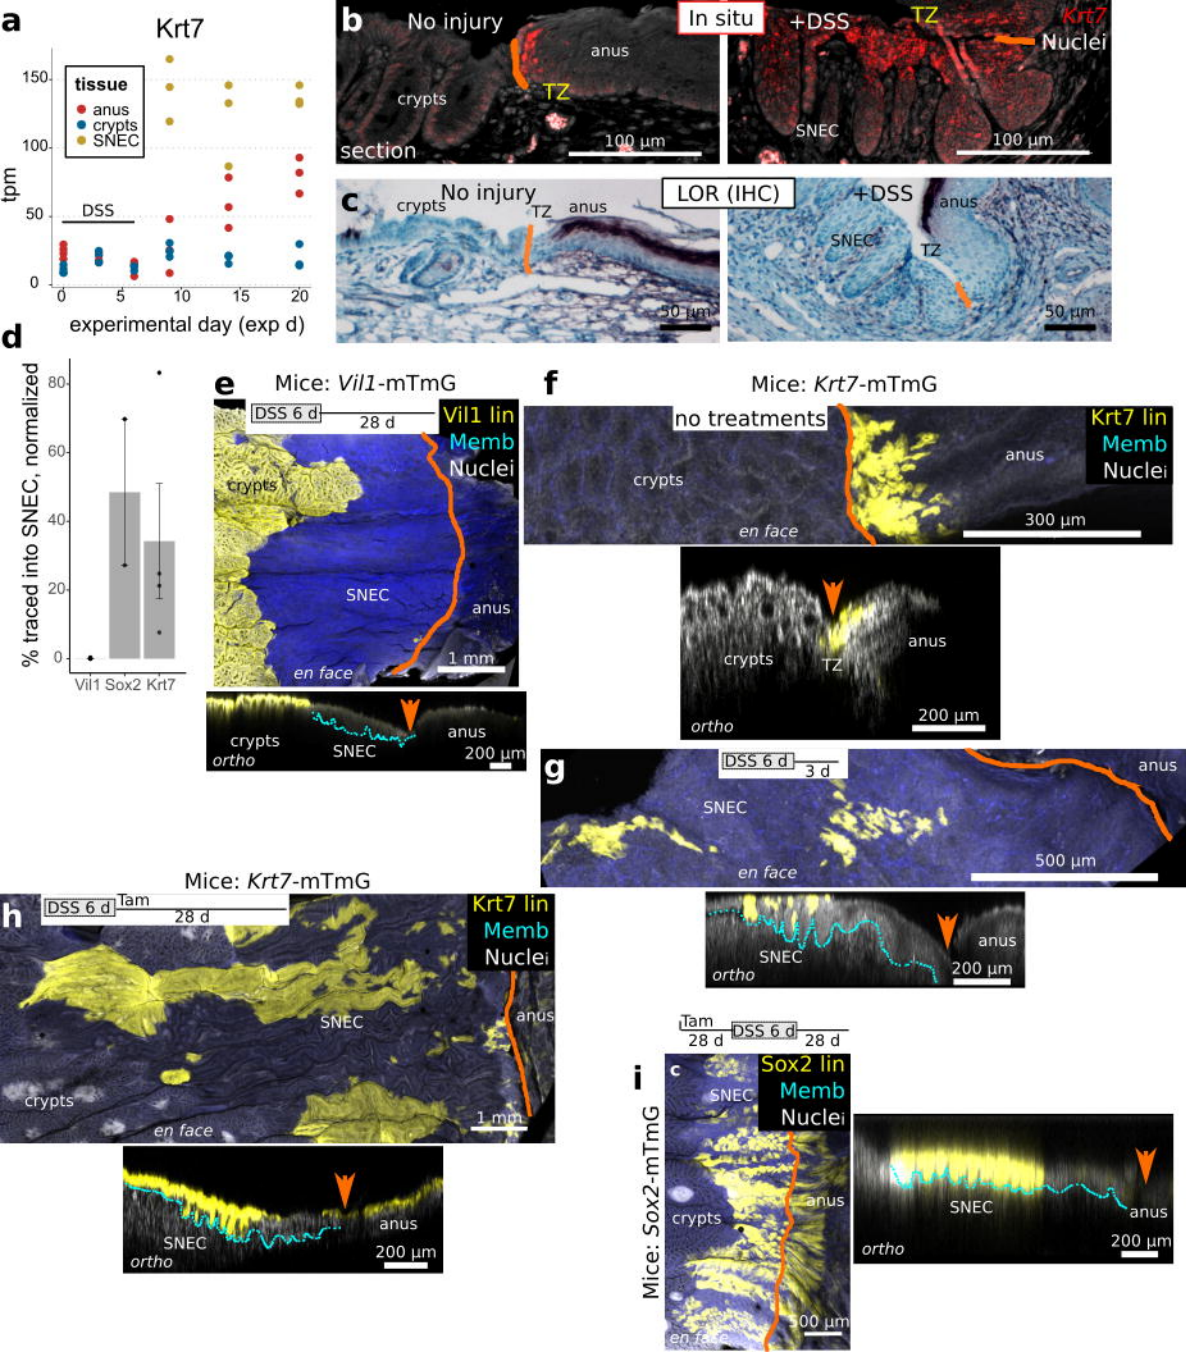 a
Krt7
tpm
150
100
50
0
tissue
anus
crypts
SNEC
DSS
0
5
10
15
20
experimental day (exp d)
b
No injury
In situ
+DSS
TZ
Krt7
Nuclei
anus
crypts
TZ
section
100 µm
SNEC
100 µm
c
No injury
LOR (IHC)
+DSS
crypts
TZ
anus
50 µm
anus
SNEC
TZ
50 µm
d
% traced into SNEC, normalized
80
60
40
20
0
Vil1 Sox2 Krt7
e
Mice: Vil1-mTmG
DSS 6 d
28 d
Vil1 lin
Memb
Nuclei
crypts
SNEC
anus
en face
1 mm
crypts
SNEC
anus
ortho
200 µm
f
Mice: Krt7-mTmG
no treatments
Krt7 lin
Memb
Nuclei
crypts
anus
en face
300 µm
crypts
TZ
anus
ortho
200 µm
g
DSS 6 d
3 d
SNEC
anus
en face
500 µm
SNEC
anus
ortho
200 µm
Mice: Krt7-mTmG
h
DSS 6 d
Tam
28 d
Krt7 lin
Memb
Nuclei
SNEC
anus
crypts
en face
1 mm
SNEC
anus
ortho
200 µm
i
Tam
28 d
DSS 6 d
28 d
Mice: Sox2-mTmG
c
Sox2 lin
Memb
Nuclei
SNEC
crypts
anus
en face
500 µm
SNEC
anus
ortho
200 µm